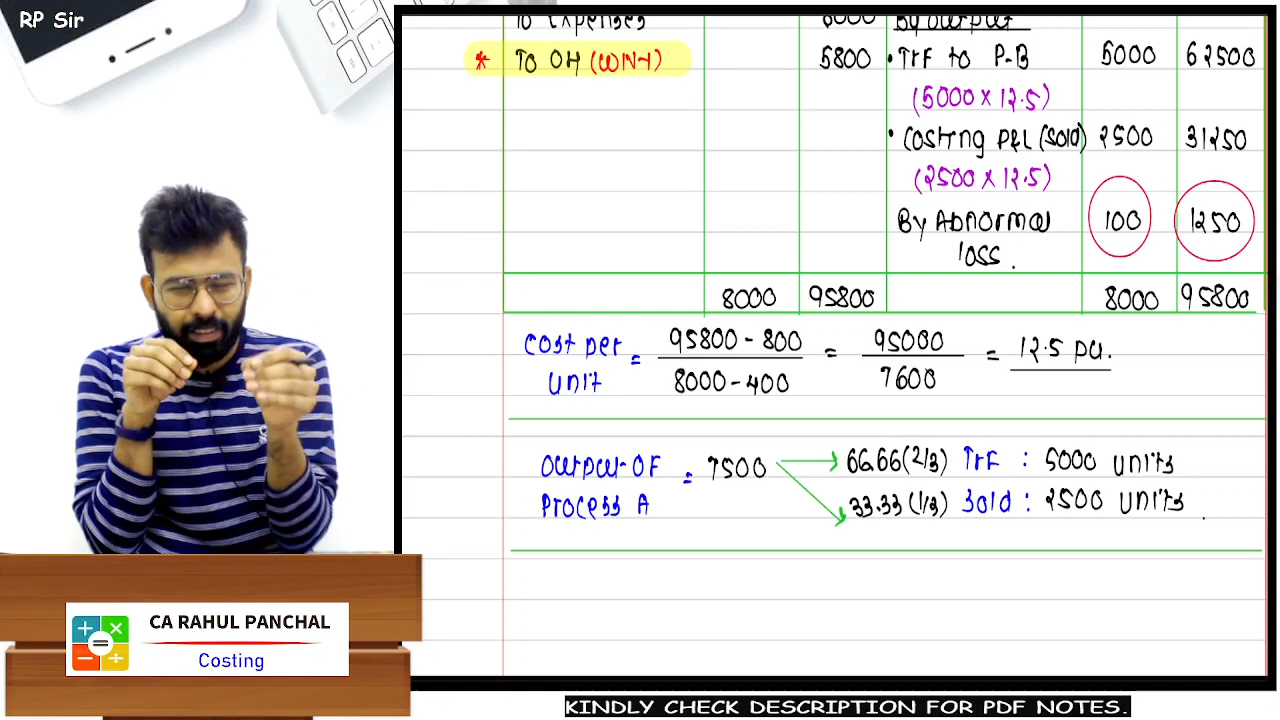 RP Sir
To Expenses 6000 By output
* To OH (WN-1) 5800 • Trf to P-B 5000 62500
(5000 x 12.5)
• Costing P&L (Sold) 2500 31250
(2500 x 12.5)
By Abnormal 100 1250
loss.
8000 95800 8000 95800
Cost per unit = 95800 - 800 / 8000 - 400 = 95000 / 7600 = 12.5 pu.
Output-of = 7500 66.66 (2/3) Trf : 5000 units
Process A 33.33 (1/3) Sold : 2500 units
CA RAHUL PANCHAL
Costing
KINDLY CHECK DESCRIPTION FOR PDF NOTES.